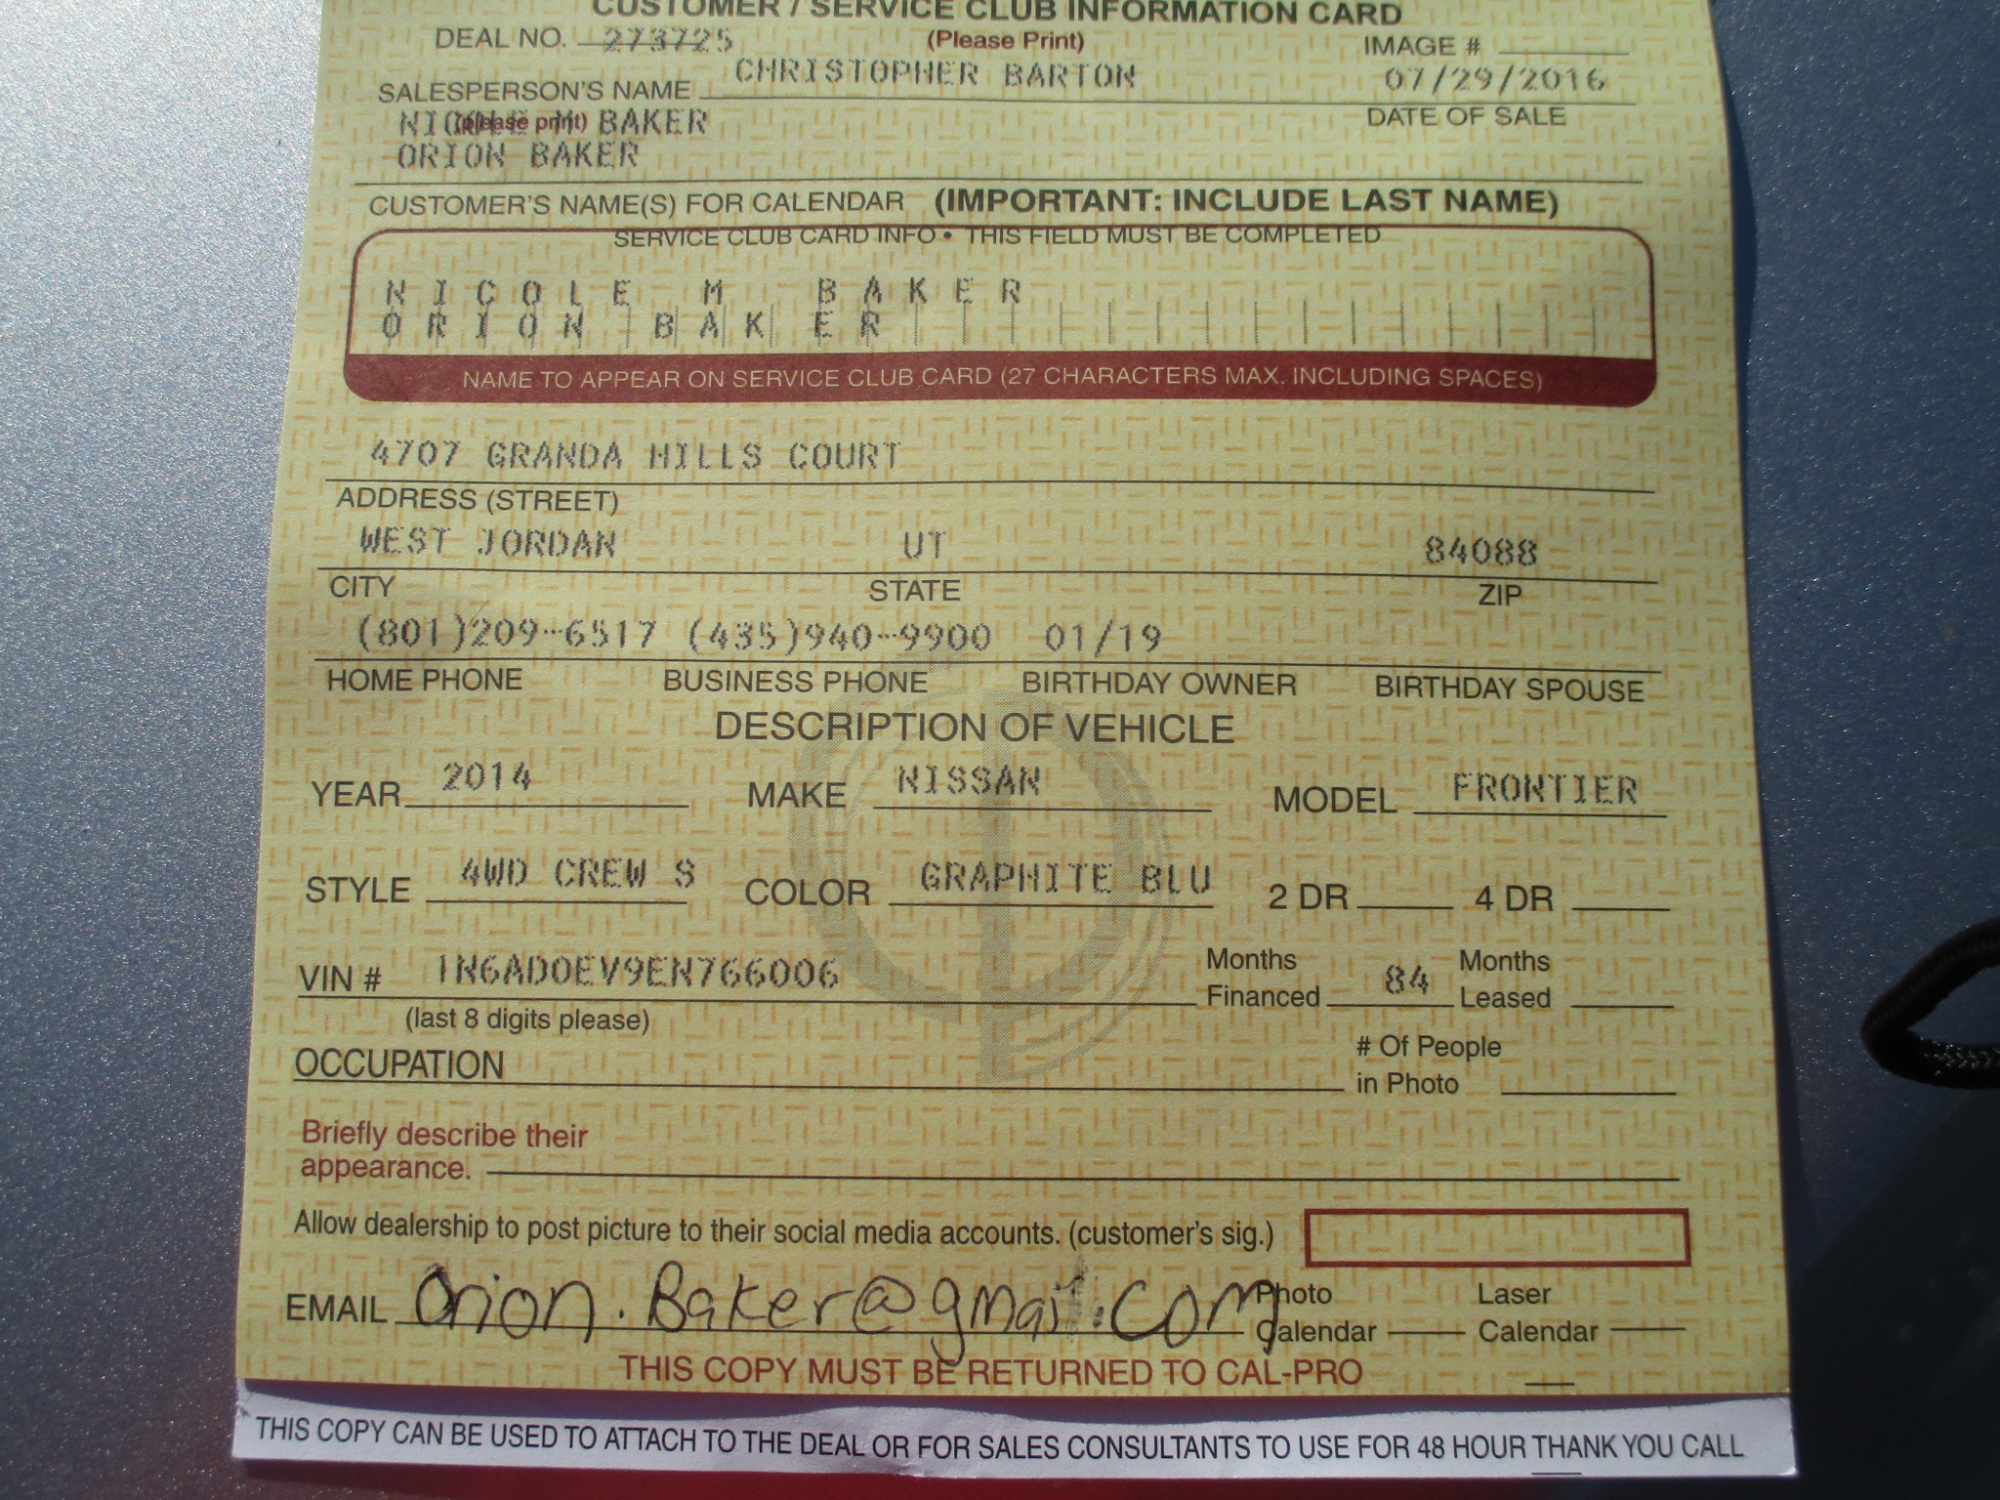 CUSTOMER / SERVICE CLUB INFORMATION CARD
DEAL NO. 273725 (Please Print) IMAGE #
SALESPERSON'S NAME CHRISTOPHER BARTON 07/29/2016
(please print) DATE OF SALE
NICOLE M BAKER
ORION BAKER
CUSTOMER'S NAME(S) FOR CALENDAR (IMPORTANT: INCLUDE LAST NAME)
SERVICE CLUB CARD INFO • THIS FIELD MUST BE COMPLETED
NICOLE M BAKER
ORION BAKER
NAME TO APPEAR ON SERVICE CLUB CARD (27 CHARACTERS MAX. INCLUDING SPACES)
4707 GRANDA HILLS COURT
ADDRESS (STREET)
WEST JORDAN UT 84088
CITY STATE ZIP
(801)209-6517 (435)940-9900 01/19
HOME PHONE BUSINESS PHONE BIRTHDAY OWNER BIRTHDAY SPOUSE
DESCRIPTION OF VEHICLE
YEAR 2014 MAKE NISSAN MODEL FRONTIER
STYLE 4WD CREW S COLOR GRAPHITE BLU 2 DR 4 DR
VIN # 1N6AD0EV9EN766006 Months Financed 84 Months Leased
(last 8 digits please)
OCCUPATION # Of People in Photo
Briefly describe their
appearance.
Allow dealership to post picture to their social media accounts. (customer's sig.)
EMAIL Orion.Baker@gmail.com Photo Calendar Laser Calendar
THIS COPY MUST BE RETURNED TO CAL-PRO
THIS COPY CAN BE USED TO ATTACH TO THE DEAL OR FOR SALES CONSULTANTS TO USE FOR 48 HOUR THANK YOU CALL